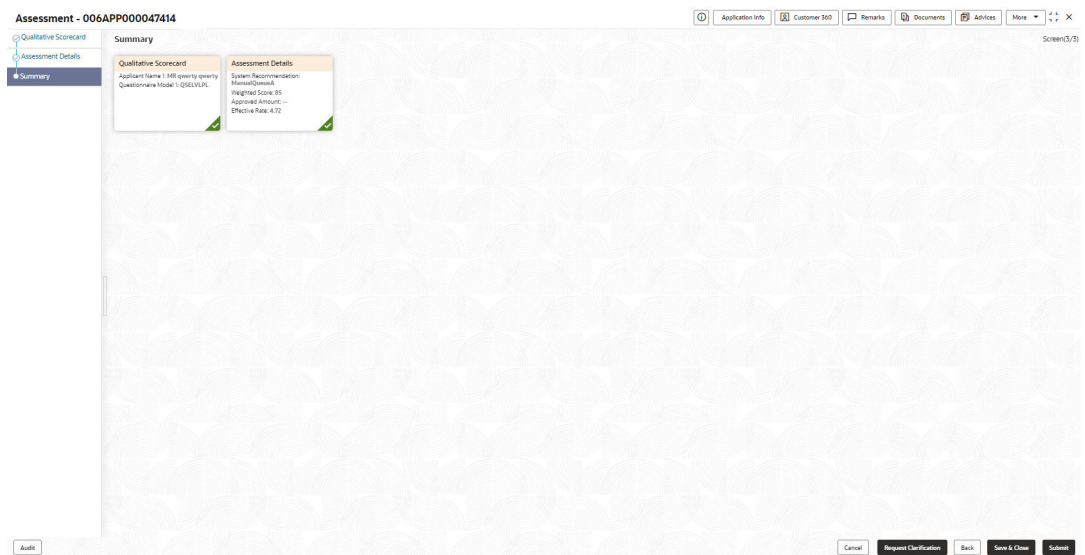 Assessment - 006APP000047414
Application Info
Customer 360
Remarks
Documents
Advices
More
Qualitative Scorecard
Assessment Details
Summary
Summary
Screen(3/3)
Qualitative Scorecard
Applicant Name 1: MR qwerty qwerty
Questionnaire Model 1: QSELVLPL
Assessment Details
System Recommendation:
ManualQueueA
Weighted Score: 85
Approved Amount: --
Effective Rate: 4.72
Audit
Cancel
Request Clarification
Back
Save & Close
Submit